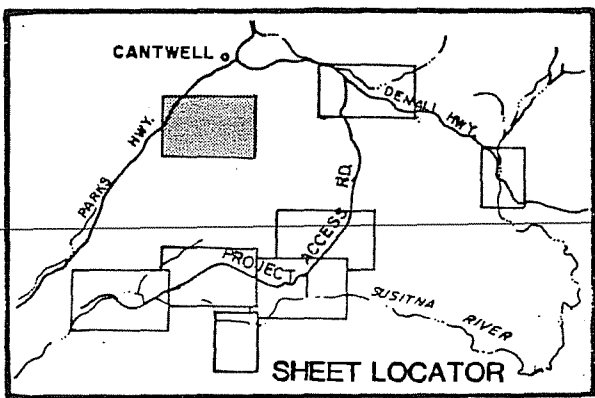 CANTWELL
DENALI HWY.
PARKS HWY.
PROJECT ACCESS RD.
SUSITNA RIVER
SHEET LOCATOR